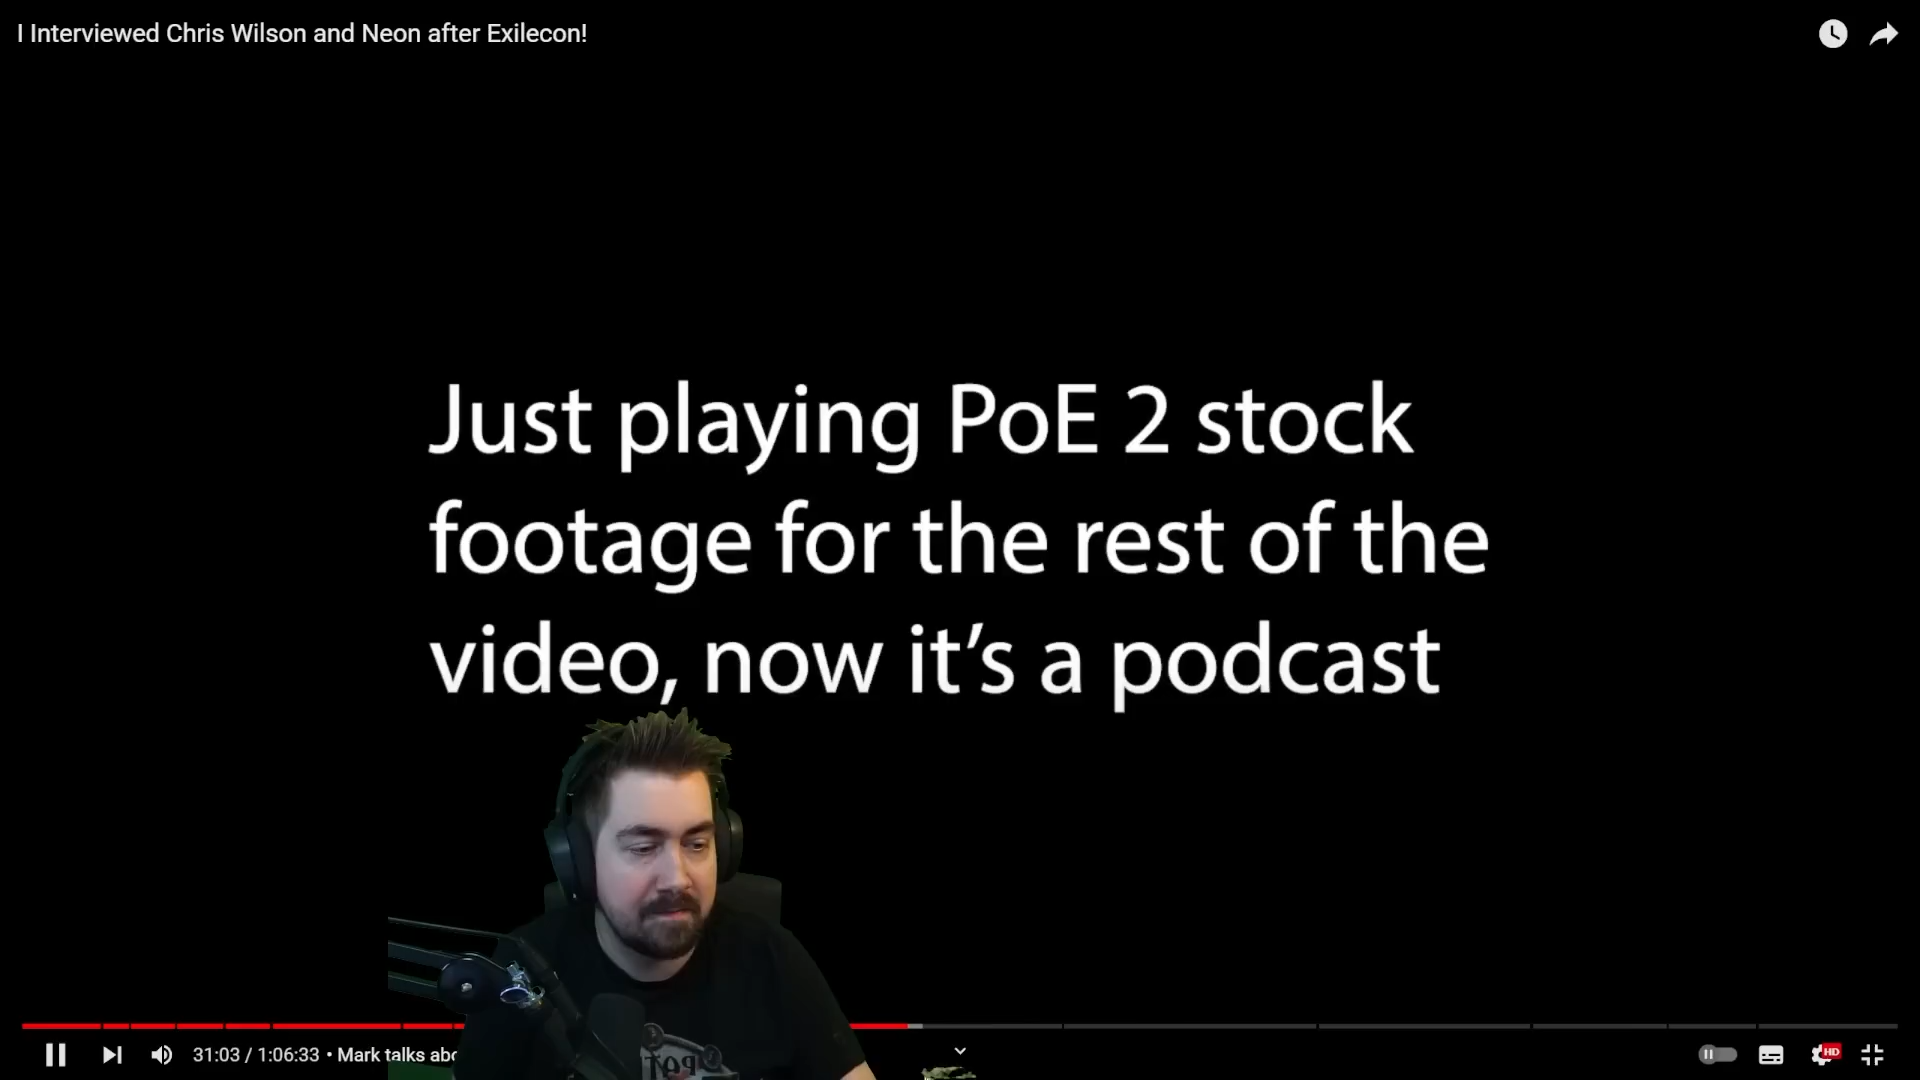 I Interviewed Chris Wilson and Neon after Exilecon!
Just playing PoE 2 stock
footage for the rest of the
video, now it’s a podcast
31:03 / 1:06:33 • Mark talks abo
HD